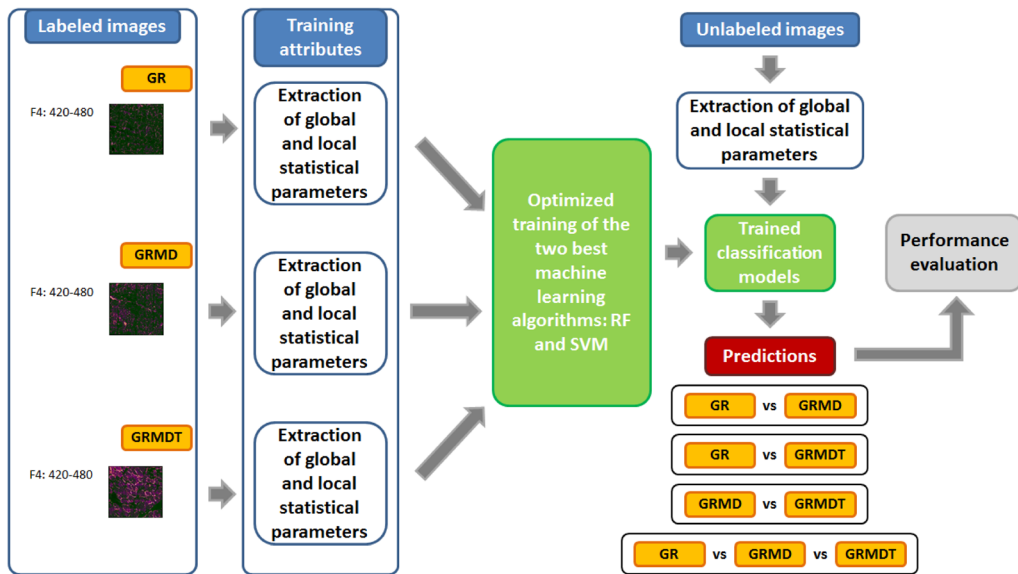 Labeled images
GR
F4: 420-480
GRMD
F4: 420-480
GRMDT
F4: 420-480
Training
attributes
Extraction
of global
and local
statistical
parameters
Extraction
of global
and local
statistical
parameters
Extraction
of global
and local
statistical
parameters
Optimized
training of the
two best
machine
learning
algorithms: RF
and SVM
Unlabeled images
Extraction of global
and local statistical
parameters
Trained
classification
models
Predictions
GR vs GRMD
GR vs GRMDT
GRMD vs GRMDT
GR vs GRMD vs GRMDT
Performance
evaluation